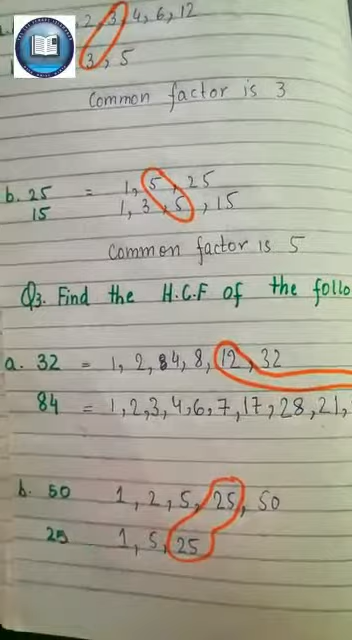 2, 3, 4, 6, 12
3, 5
Common factor is 3
b. 25 = 1, 5, 25
15 1, 3, 5, 15
Common factor is 5
Q3. Find the H.C.F of the follo
a. 32 = 1, 2, 84, 8, 12, 32
84 = 1, 2, 3, 4, 6, 7, 17, 28, 21,
b. 50 1, 2, 5, 25, 50
25 1, 5, 25